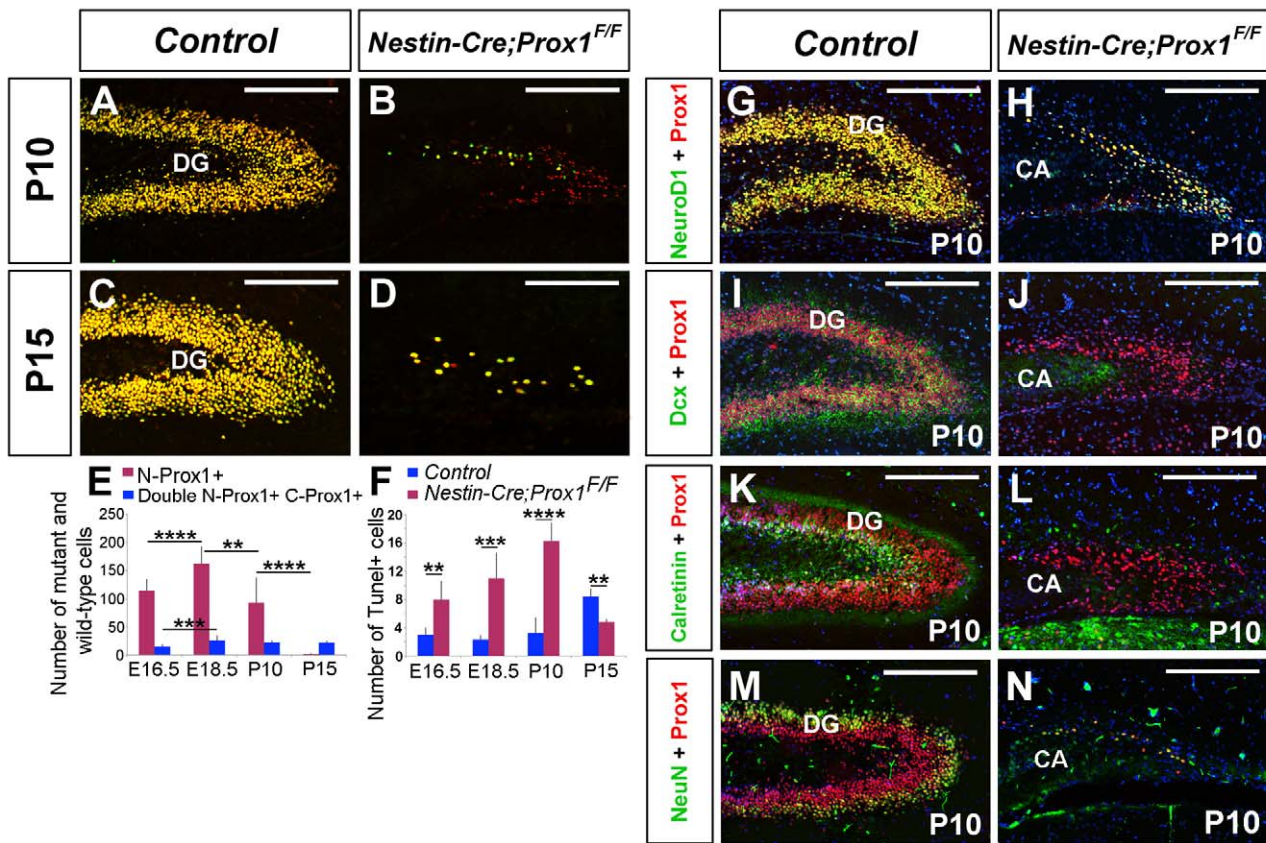 Control
Nestin-Cre;Prox1F/F
Control
Nestin-Cre;Prox1F/F
P10
A
DG
B
P15
C
DG
D
NeuroD1 + Prox1
G
DG
P10
H
CA
P10
Dcx + Prox1
I
DG
P10
J
CA
P10
Calretinin + Prox1
K
DG
P10
L
CA
P10
NeuN + Prox1
M
DG
P10
N
CA
P10
E
N-Prox1+
Double N-Prox1+ C-Prox1+
Number of mutant and
wild-type cells
250
200
150
100
50
0
****
**
****
***
E16.5 E18.5 P10 P15
F
Control
Nestin-Cre;Prox1F/F
Number of Tunel+ cells
20
16
12
8
4
0
**
***
****
**
E16.5 E18.5 P10 P15